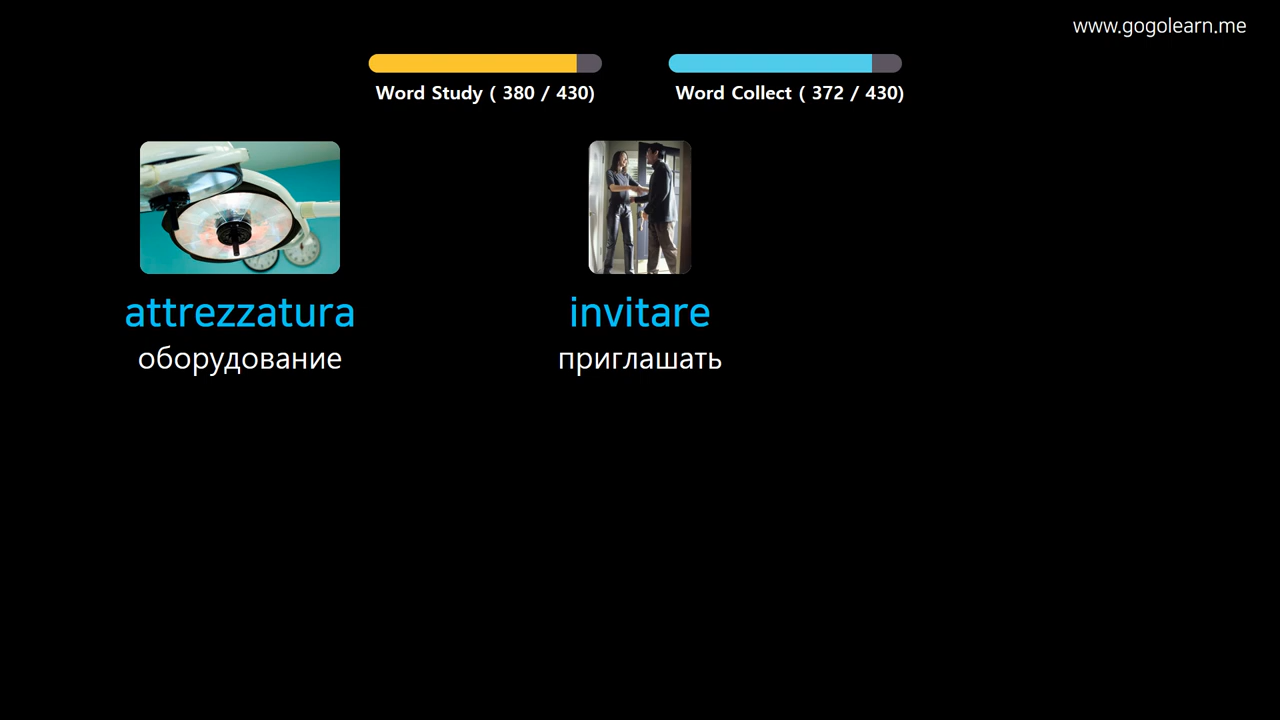 www.gogolearn.me
Word Study ( 380 / 430)
Word Collect ( 372 / 430)
attrezzatura
оборудование
invitare
приглашать